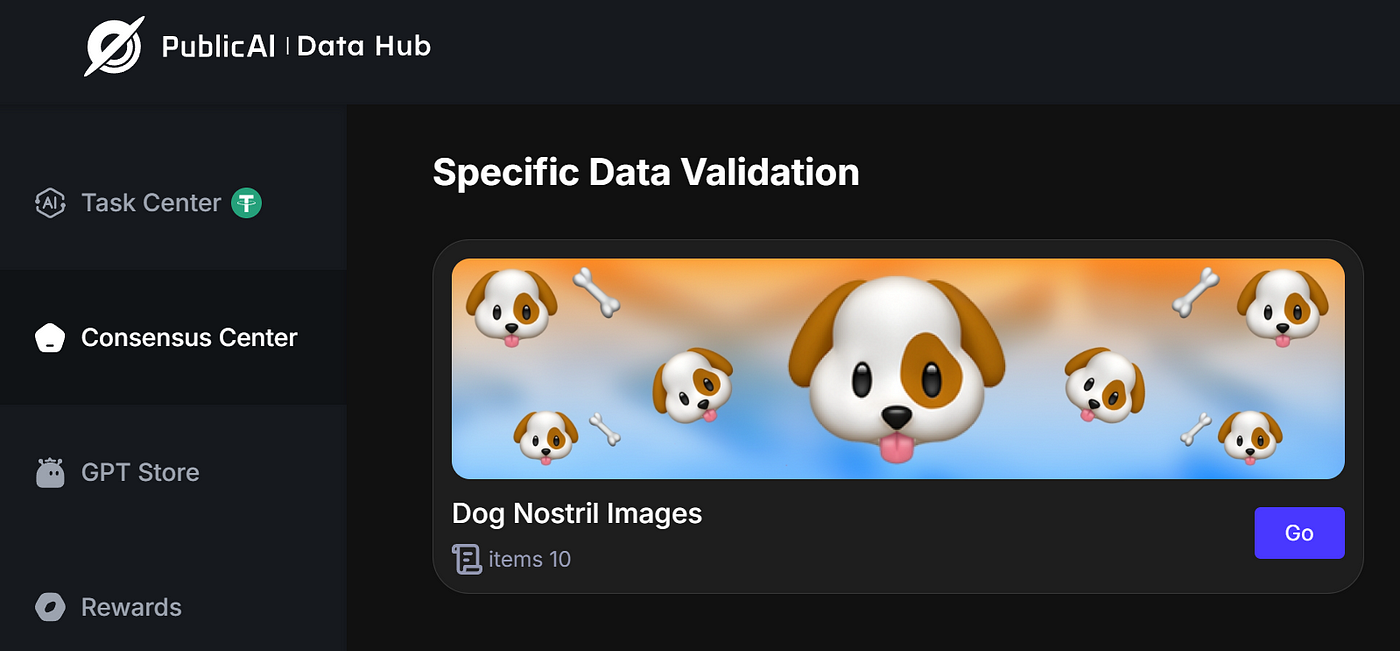 PublicAI | Data Hub
Task Center
Consensus Center
GPT Store
Rewards
Specific Data Validation
Dog Nostril Images
items 10
Go